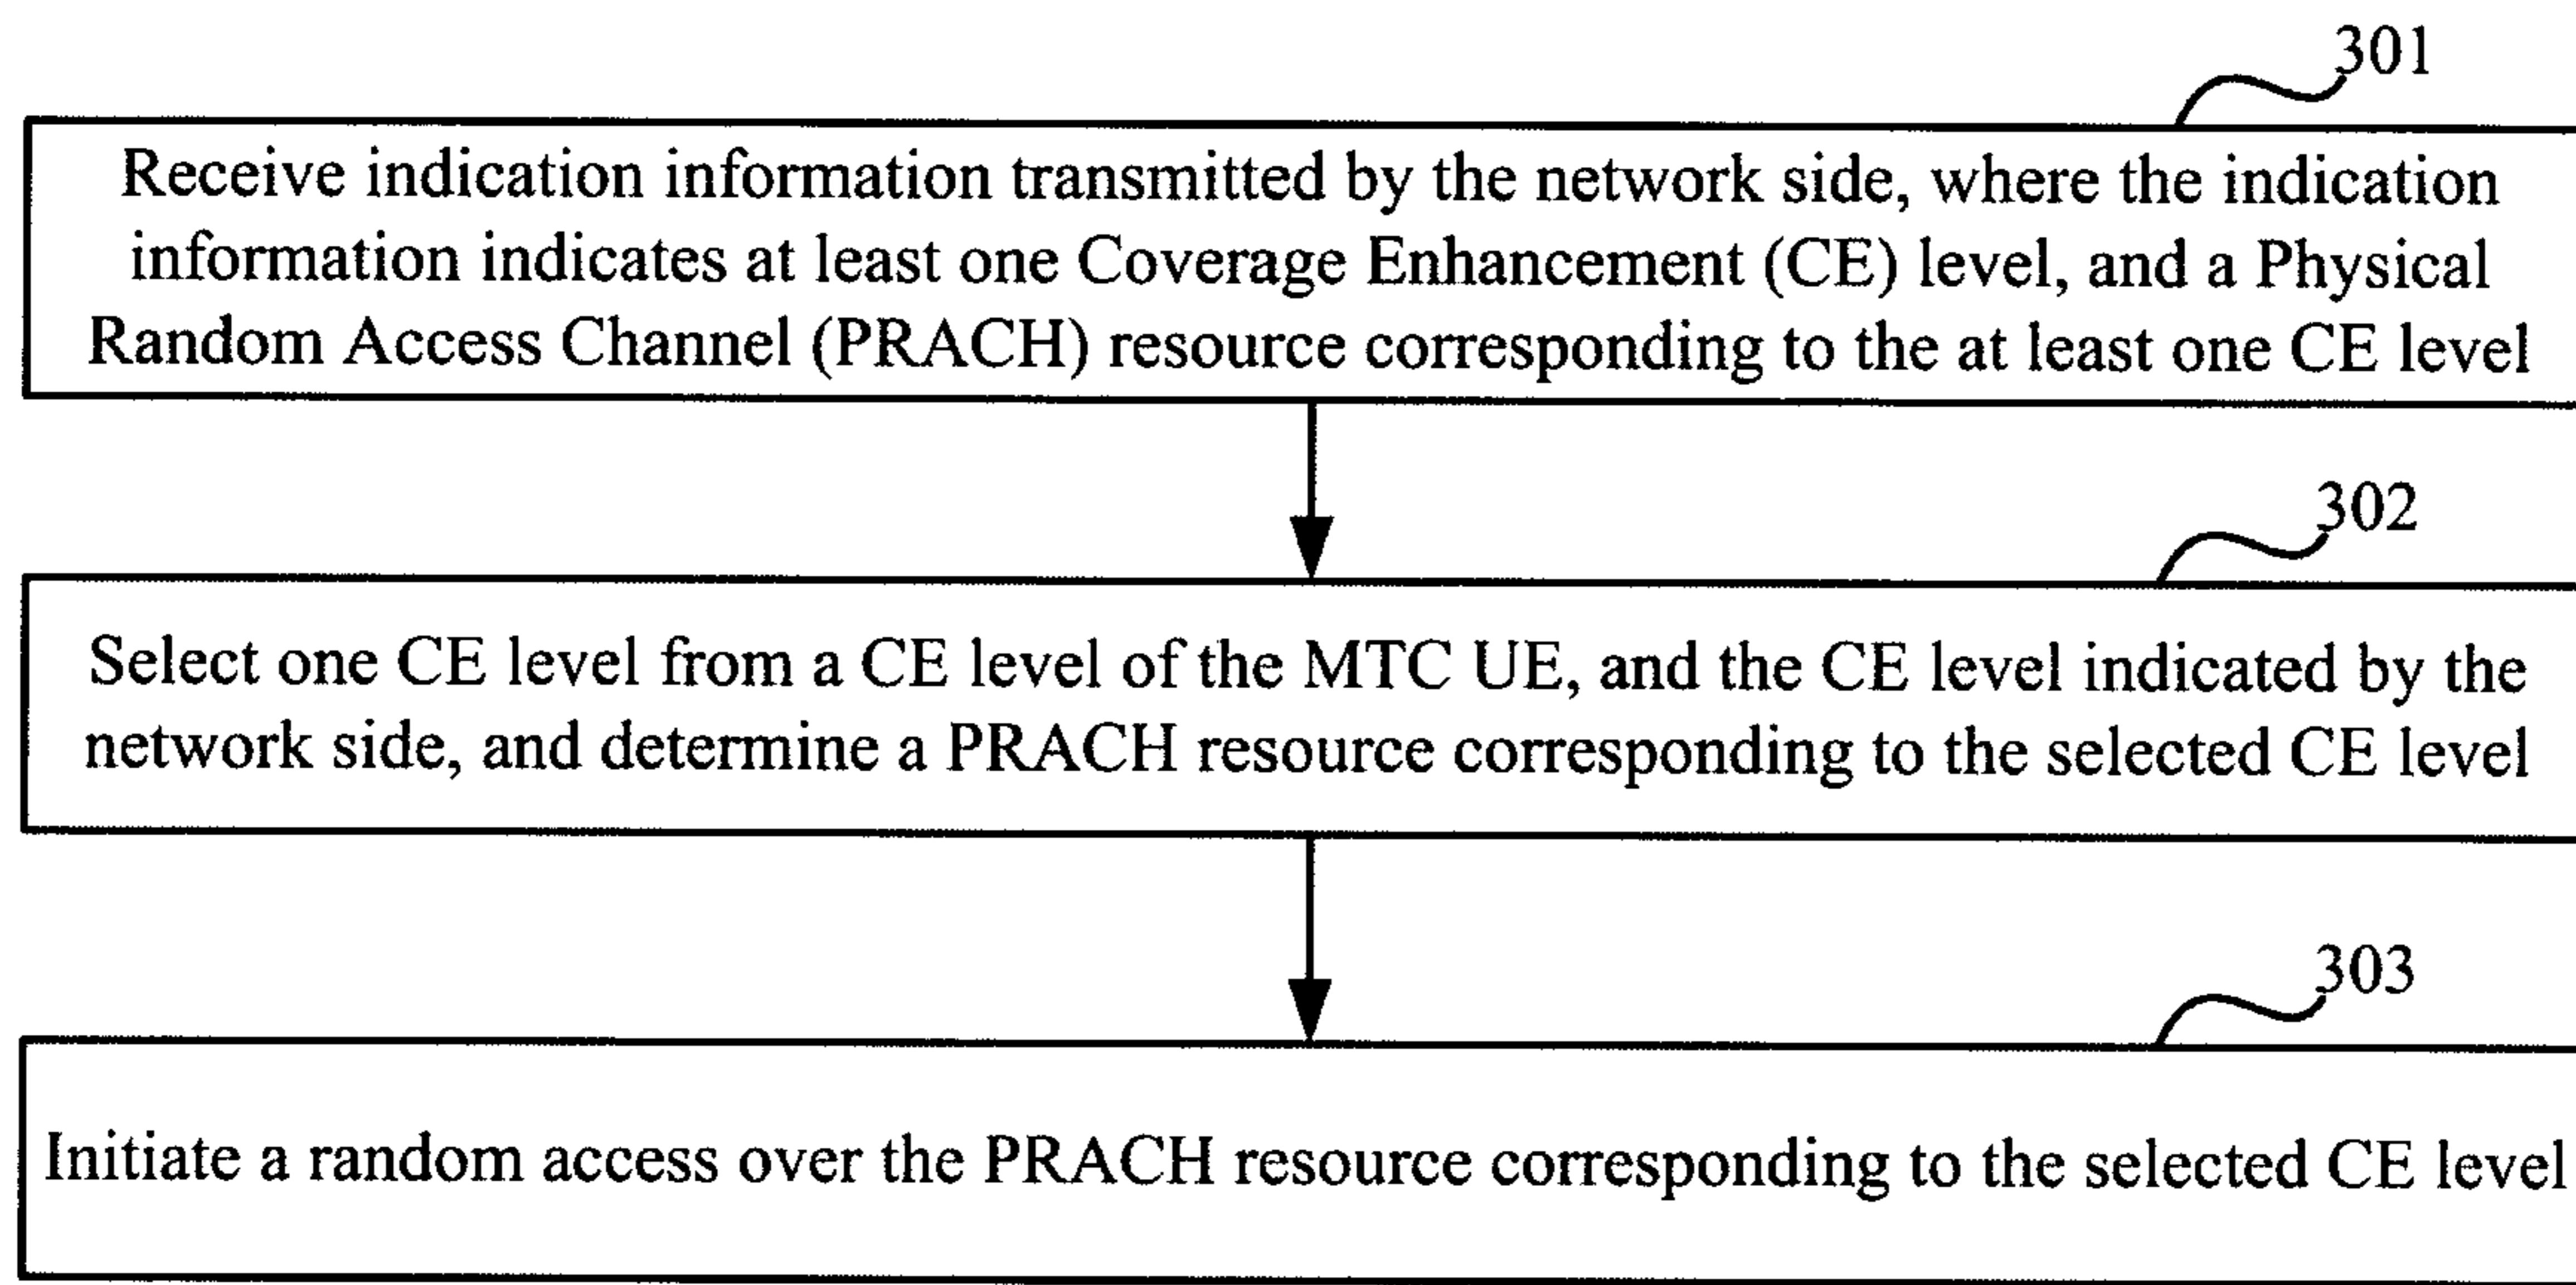 301
Receive indication information transmitted by the network side, where the indication
information indicates at least one Coverage Enhancement (CE) level, and a Physical
Random Access Channel (PRACH) resource corresponding to the at least one CE level
302
Select one CE level from a CE level of the MTC UE, and the CE level indicated by the
network side, and determine a PRACH resource corresponding to the selected CE level
303
Initiate a random access over the PRACH resource corresponding to the selected CE level